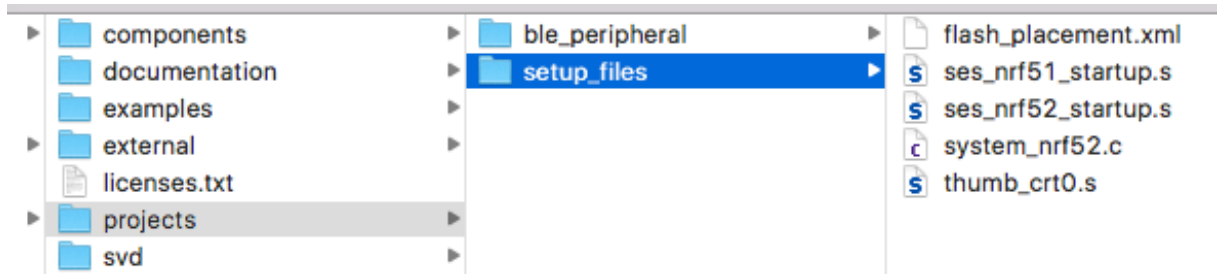 components
documentation
examples
external
licenses.txt
projects
svd
ble_peripheral
setup_files
flash_placement.xml
ses_nrf51_startup.s
ses_nrf52_startup.s
system_nrf52.c
thumb_crt0.s